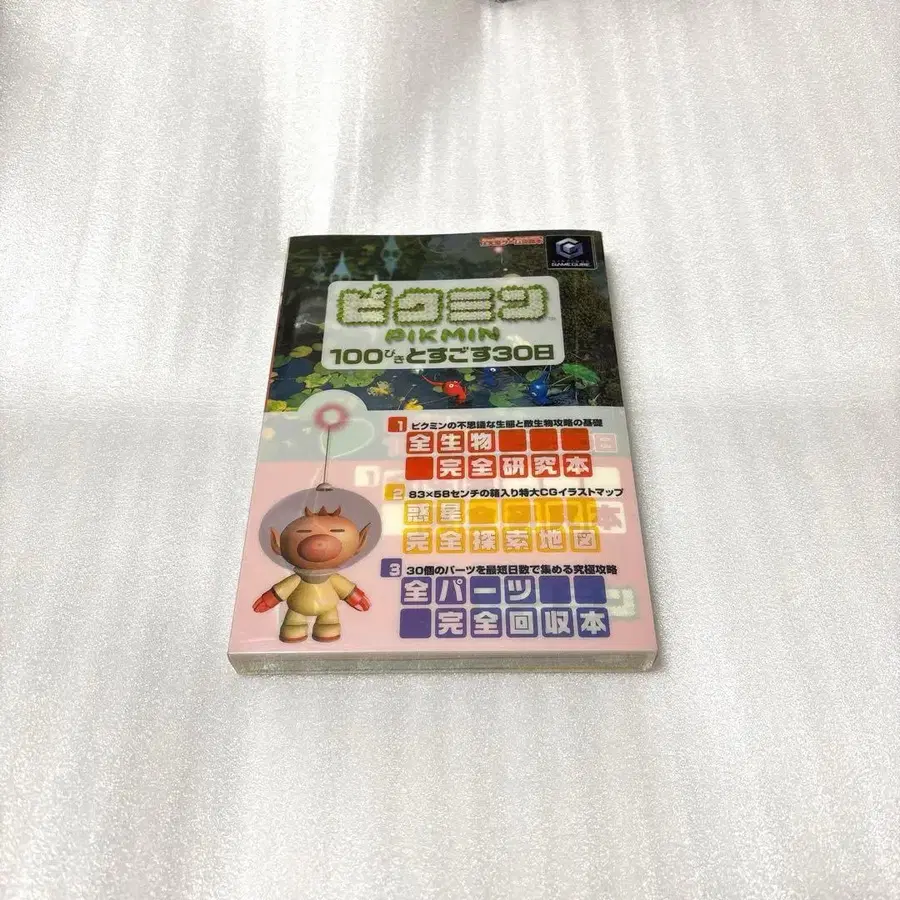 GAMECUBE
ピクミン
PIKMIN
100ぴきとすごす30日
1 ピクミンの不思議な生態と敵生物攻略の基礎
全生物
完全研究本
2 83×58センチの箱入り特大CGイラストマップ
惑星
完全探索地図
3 30個のパーツを最短日数で集める究極攻略
全パーツ
完全回収本